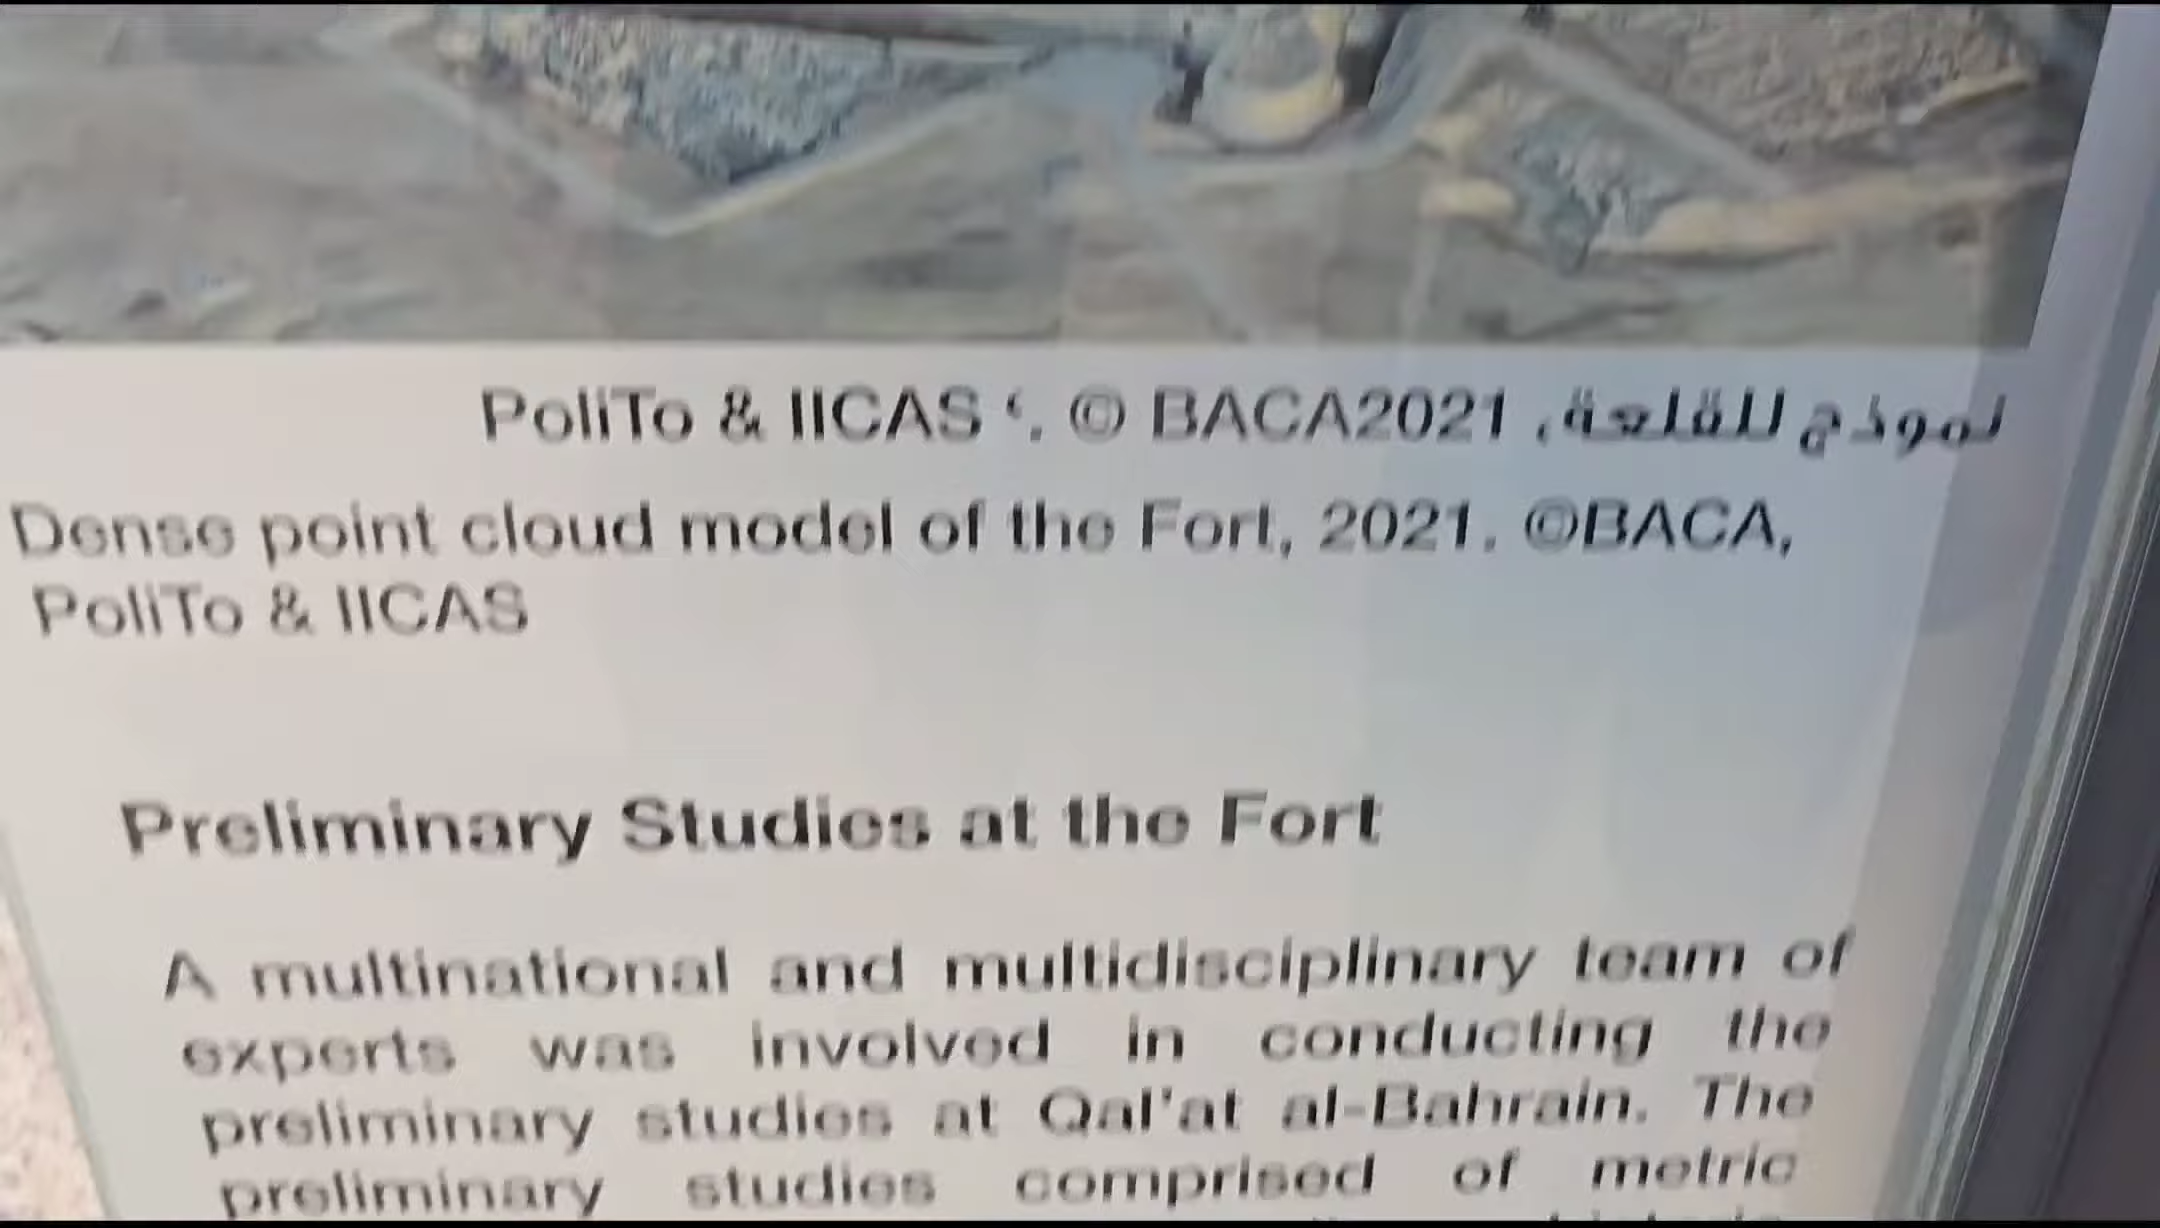 نموذج للقلعة، 2021 PoliTo & IICAS ،. © BACA
Dense point cloud model of the Fort, 2021. ©BACA,
PoliTo & IICAS
Preliminary Studies at the Fort
A multinational and multidisciplinary team of
experts was involved in conducting the
preliminary studies at Qal'at al-Bahrain. The
preliminary studies comprised of metric